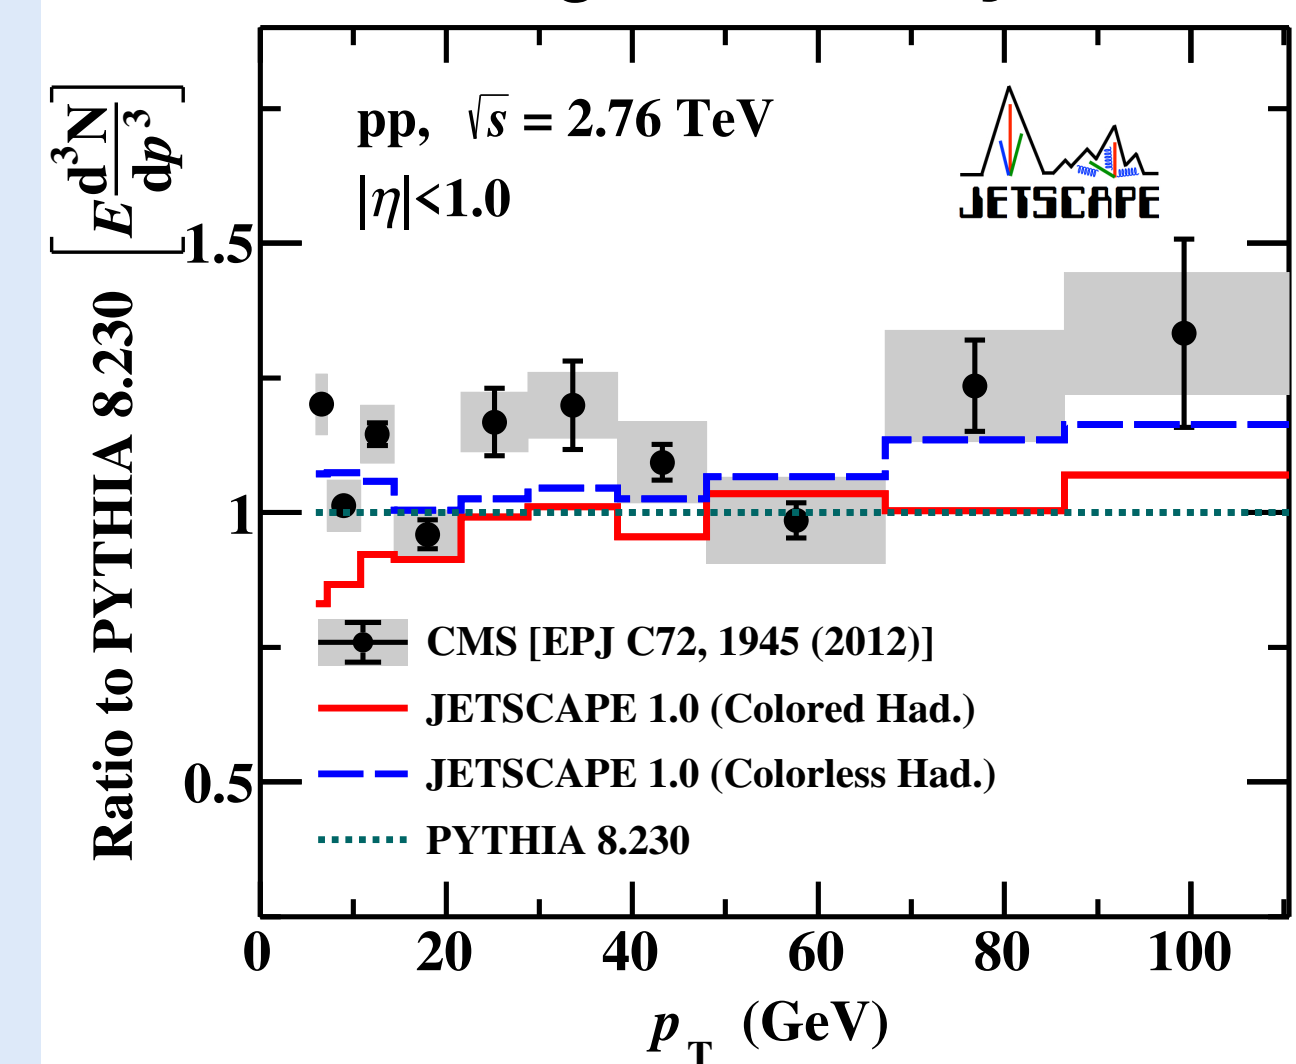 pp, √s = 2.76 TeV
|η|<1.0
JETSCAPE
Ratio to PYTHIA 8.230 [E d³N/dp³]
1.5
1
0.5
CMS [EPJ C72, 1945 (2012)]
JETSCAPE 1.0 (Colored Had.)
JETSCAPE 1.0 (Colorless Had.)
PYTHIA 8.230
0 20 40 60 80 100
p_T (GeV)